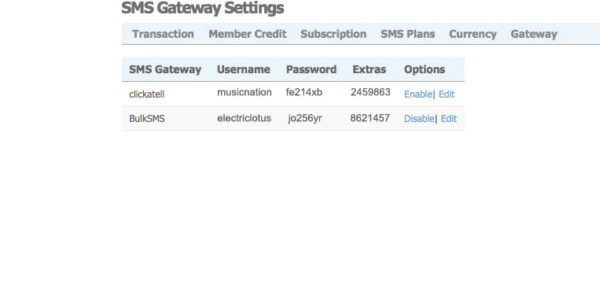 SMS Gateway Settings
Transaction Member Credit Subscription SMS Plans Currency Gateway
SMS Gateway Username Password Extras Options
clickatell musicnation fe214xb 2459863 Enable| Edit
BulkSMS electriclotus jo256yr 8621457 Disable| Edit